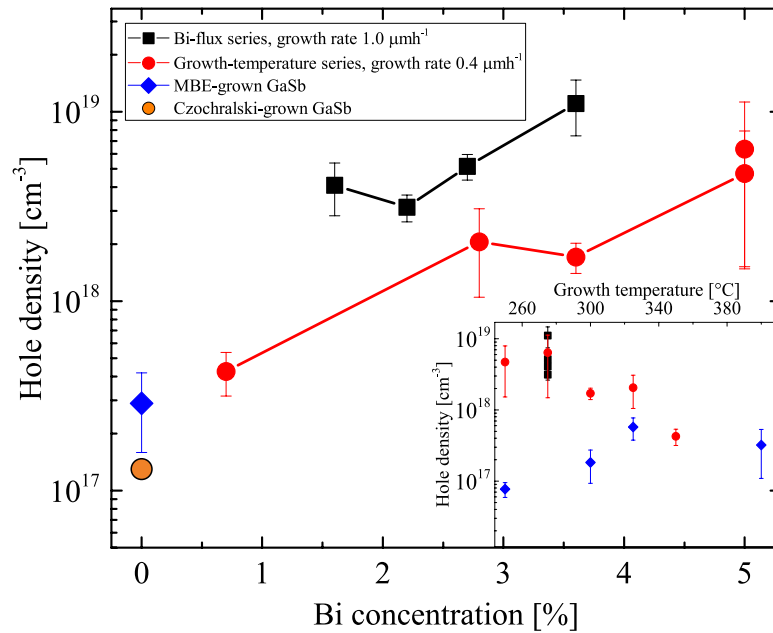 Bi-flux series, growth rate 1.0 μmh⁻¹
Growth-temperature series, growth rate 0.4 μmh⁻¹
MBE-grown GaSb
Czochralski-grown GaSb
Hole density [cm⁻³]
10¹⁹
10¹⁸
10¹⁷
0 1 2 3 4 5
Bi concentration [%]
Growth temperature [°C]
260 300 340 380
Hole density [cm⁻³]
10¹⁹
10¹⁸
10¹⁷